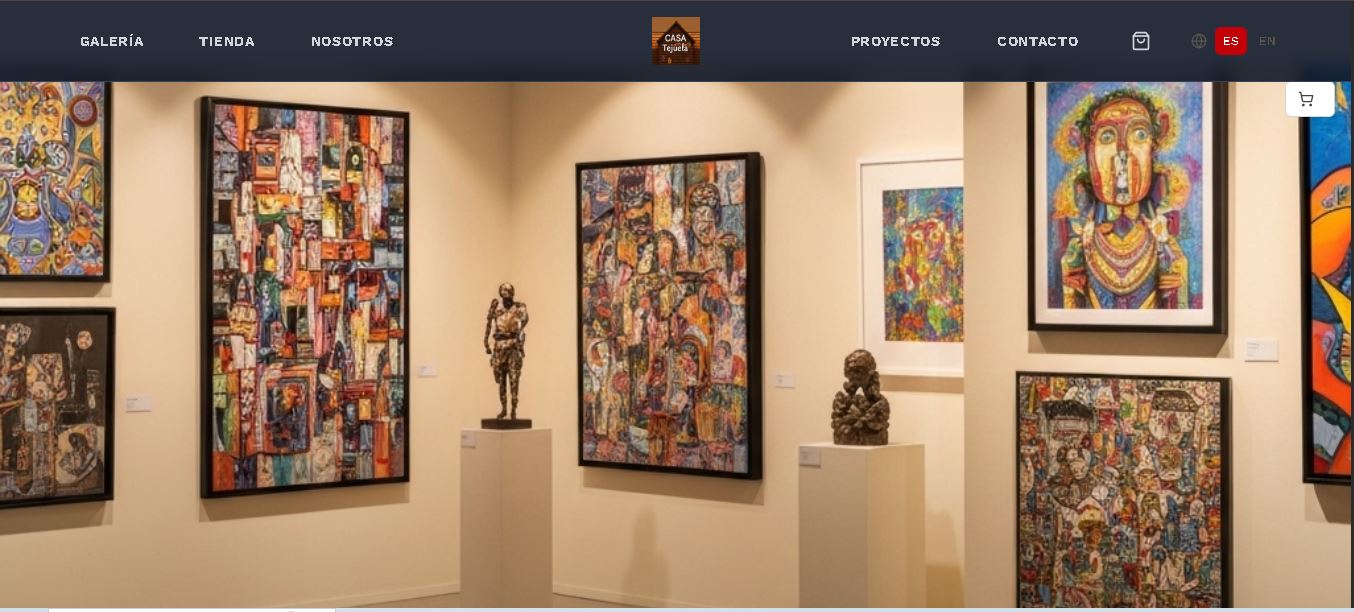 GALERÍA TIENDA NOSOTROS
CASA
Tejuela
PROYECTOS CONTACTO ES EN